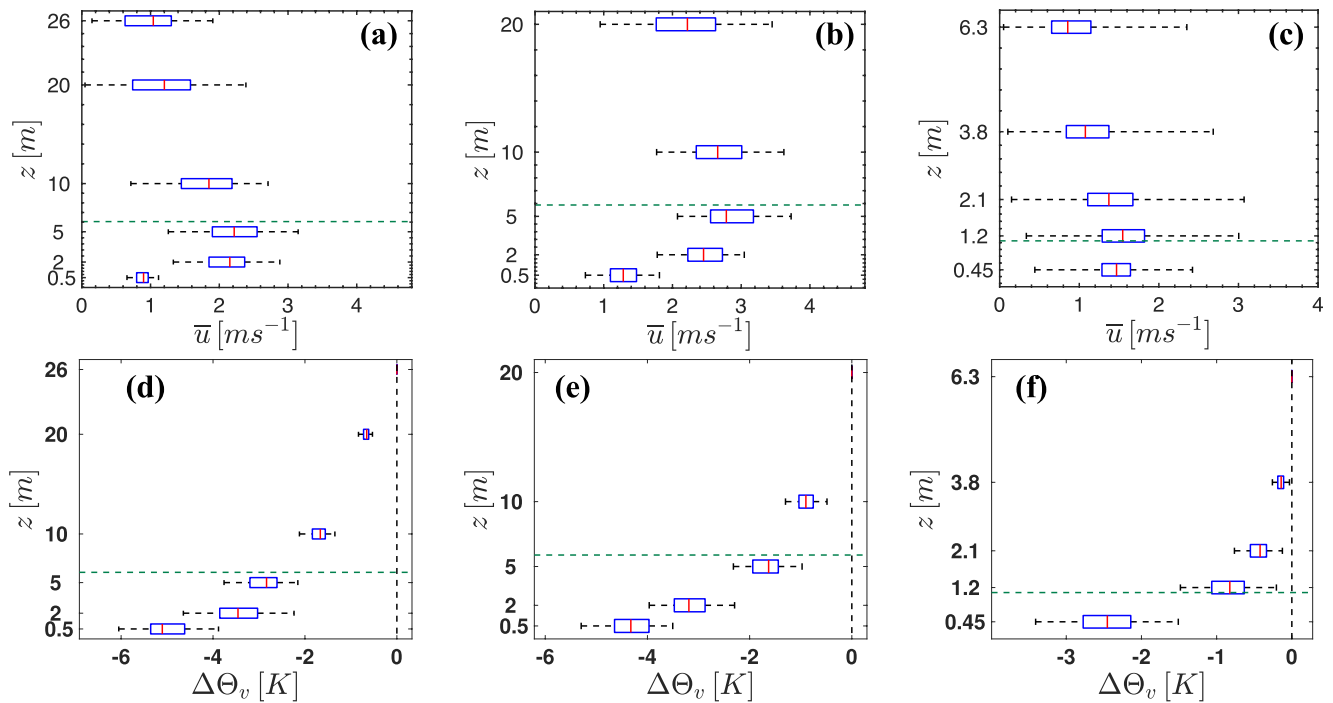 (a)
26
20
10
5
2
0.5
z [m]
0 1 2 3 4
u̅ [ms⁻¹]
(b)
20
10
5
2
0.5
z [m]
0 1 2 3 4
u̅ [ms⁻¹]
(c)
6.3
3.8
2.1
1.2
0.45
z [m]
0 1 2 3 4
u̅ [ms⁻¹]
(d)
26
20
10
5
2
0.5
z [m]
-6 -4 -2 0
ΔΘᵥ [K]
(e)
20
10
5
2
0.5
z [m]
-6 -4 -2 0
ΔΘᵥ [K]
(f)
6.3
3.8
2.1
1.2
0.45
z [m]
-3 -2 -1 0
ΔΘᵥ [K]